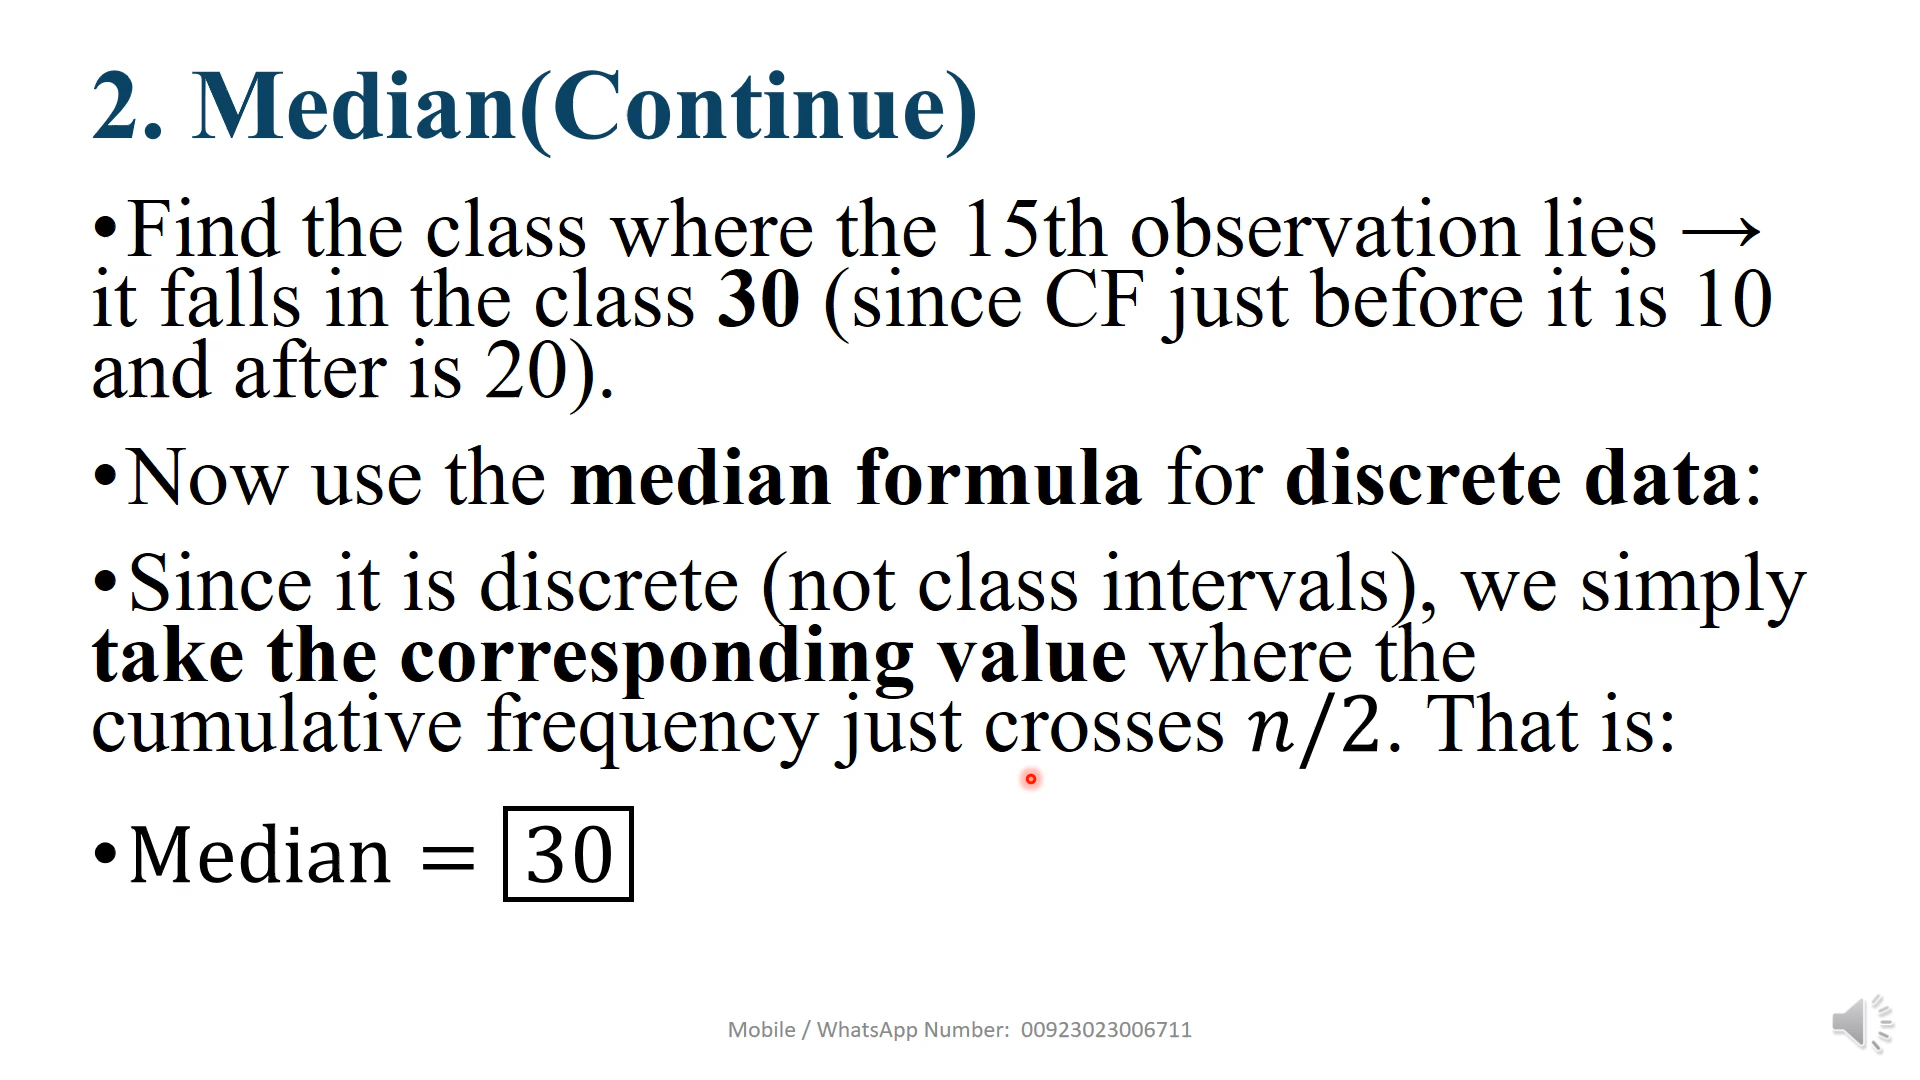 2. Median(Continue)
•Find the class where the 15th observation lies →
it falls in the class 30 (since CF just before it is 10
and after is 20).
•Now use the median formula for discrete data:
•Since it is discrete (not class intervals), we simply
take the corresponding value where the
cumulative frequency just crosses n/2. That is:
•Median = 30
Mobile / WhatsApp Number:  00923023006711